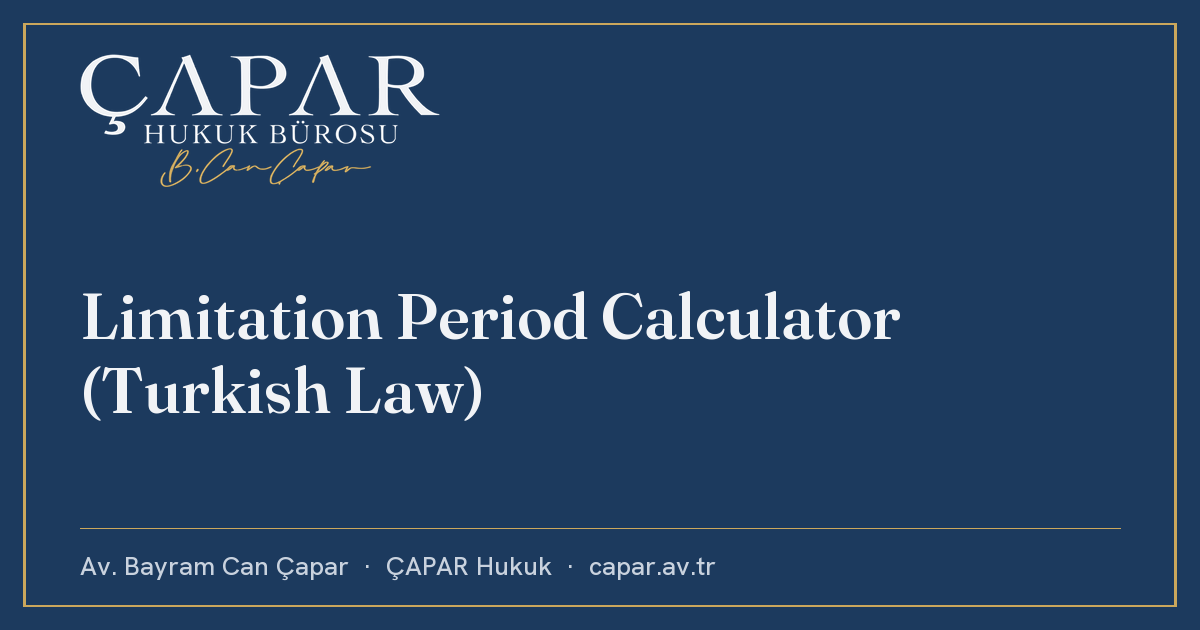 ÇAPAR
HUKUK BÜROSU
B.Can Çapar
Limitation Period Calculator
(Turkish Law)
Av. Bayram Can Çapar · ÇAPAR Hukuk · capar.av.tr